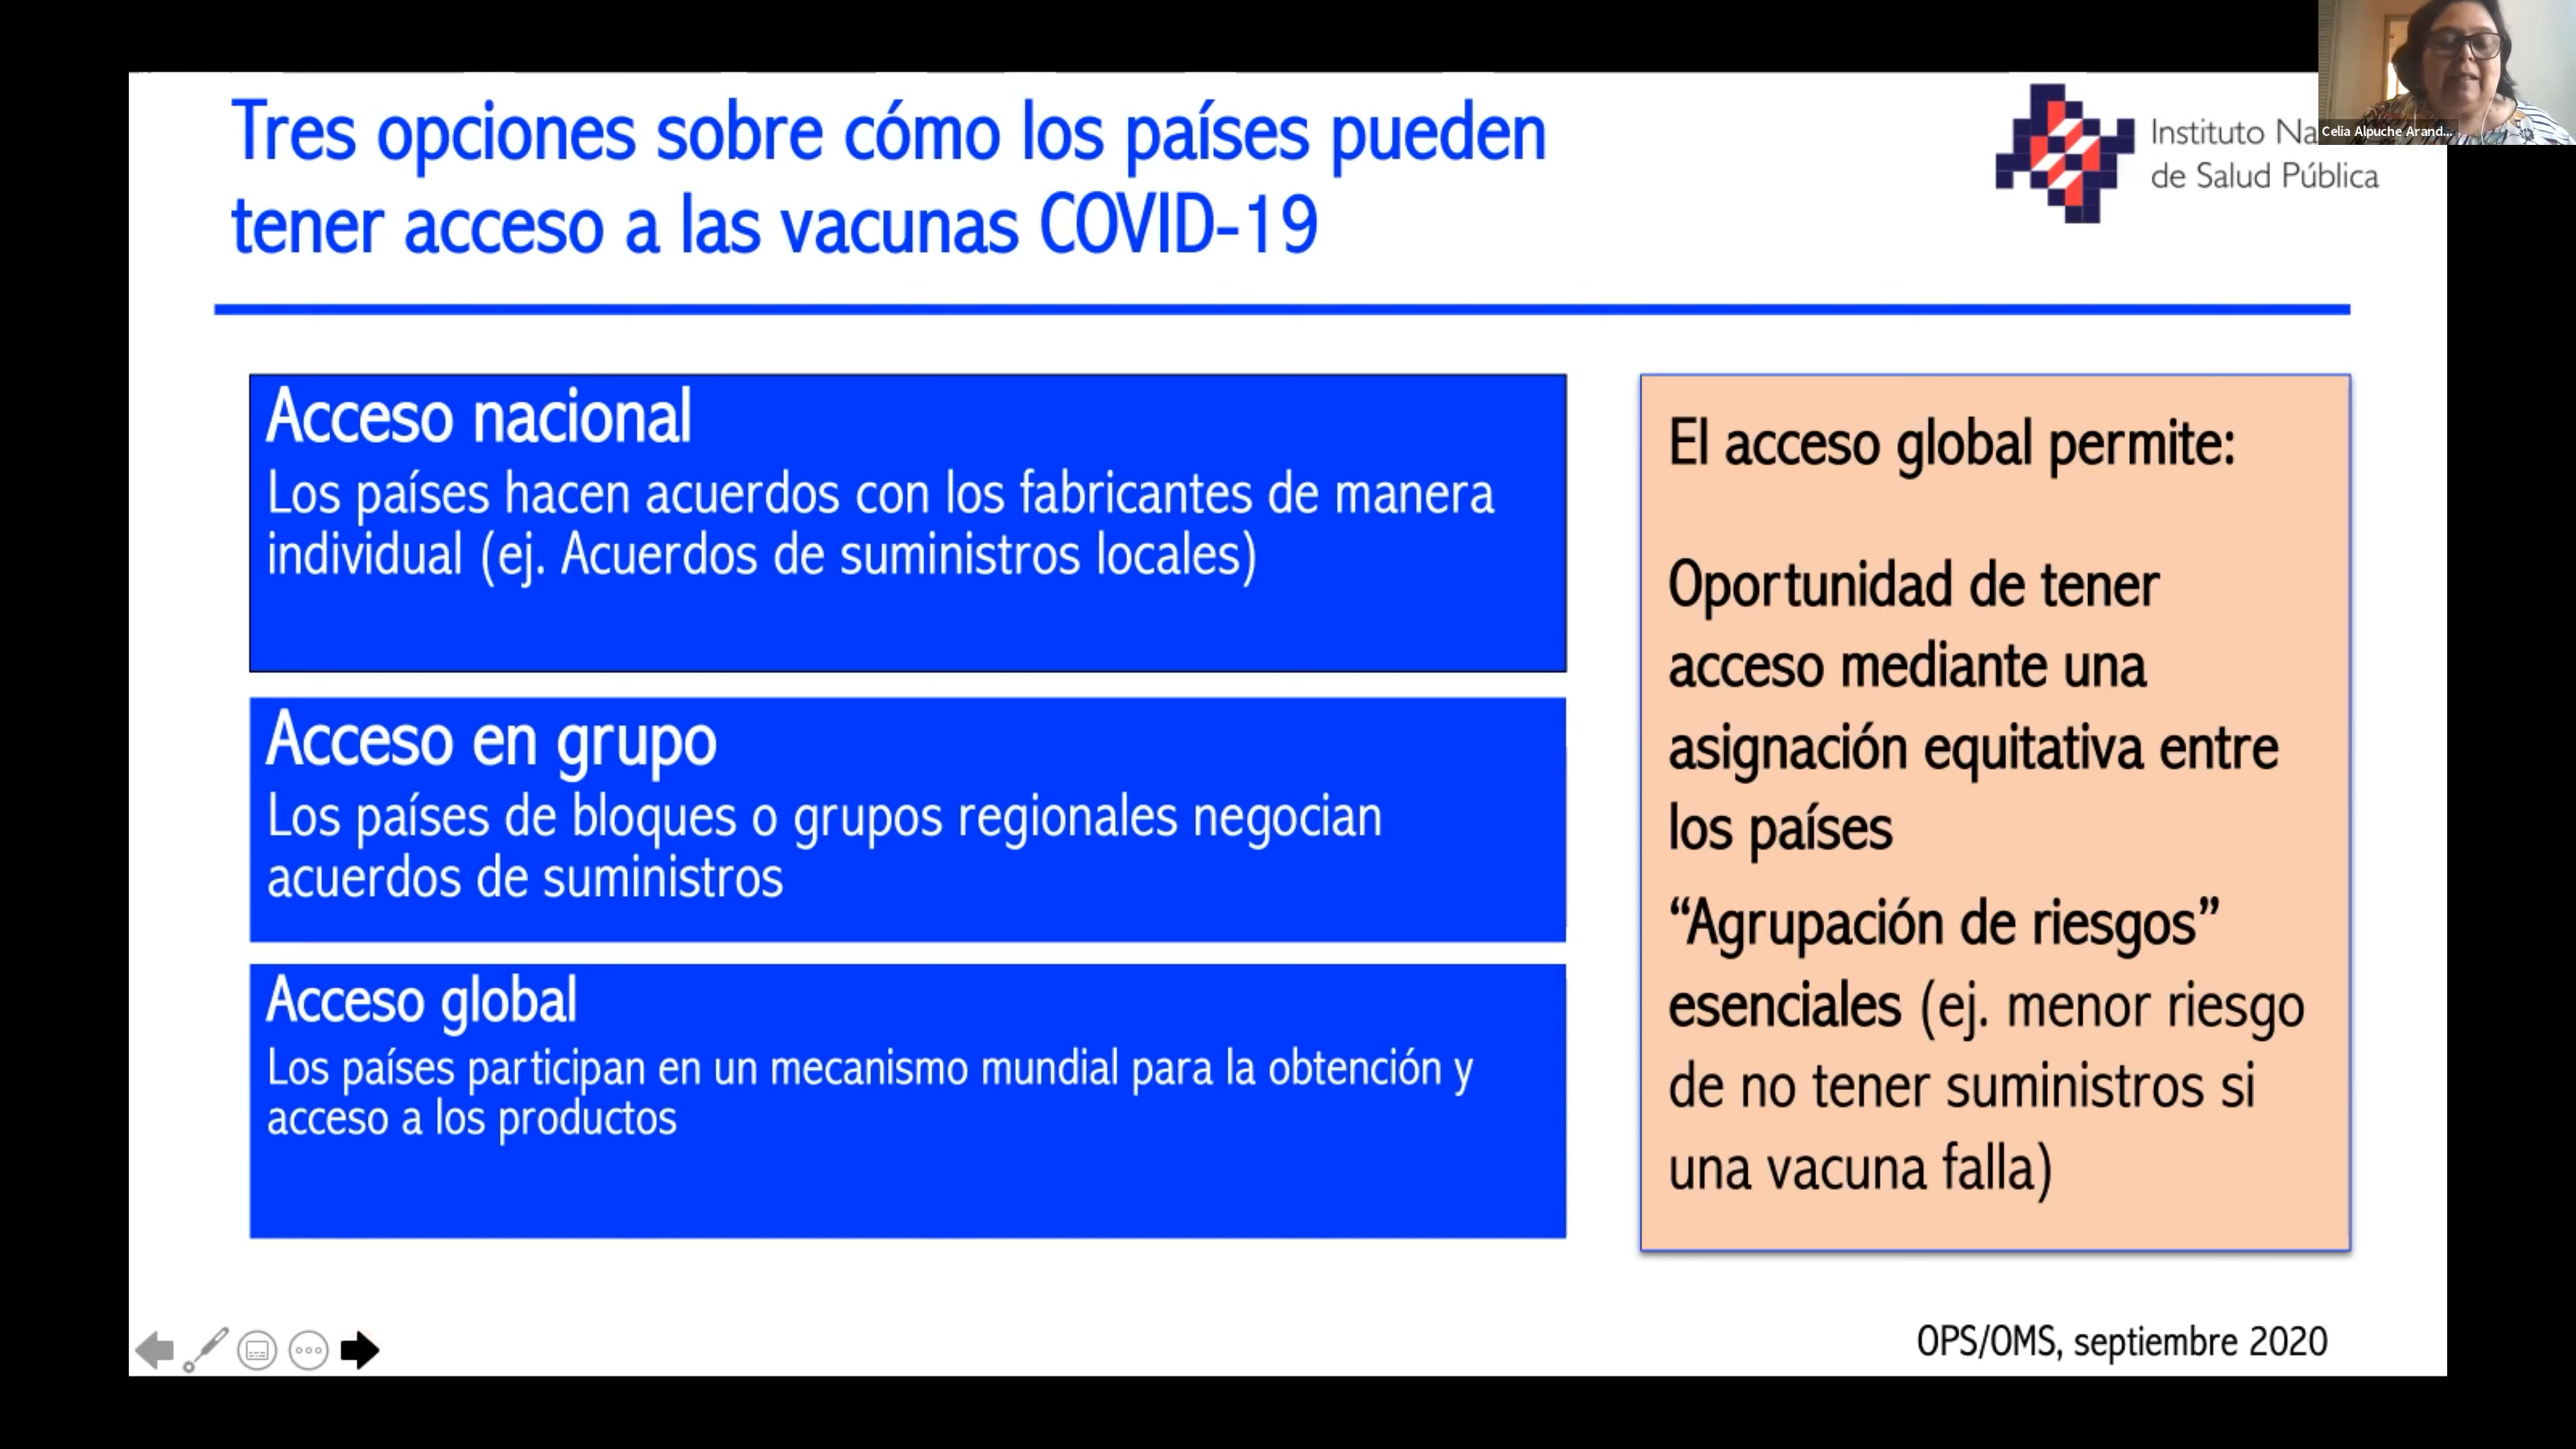 Tres opciones sobre cómo los países pueden
tener acceso a las vacunas COVID-19
Instituto Na
de Salud Pública
Celia Alpuche Arand...
Acceso nacional
Los países hacen acuerdos con los fabricantes de manera
individual (ej. Acuerdos de suministros locales)
Acceso en grupo
Los países de bloques o grupos regionales negocian
acuerdos de suministros
Acceso global
Los países participan en un mecanismo mundial para la obtención y
acceso a los productos
El acceso global permite:
Oportunidad de tener
acceso mediante una
asignación equitativa entre
los países
“Agrupación de riesgos”
esenciales (ej. menor riesgo
de no tener suministros si
una vacuna falla)
OPS/OMS, septiembre 2020